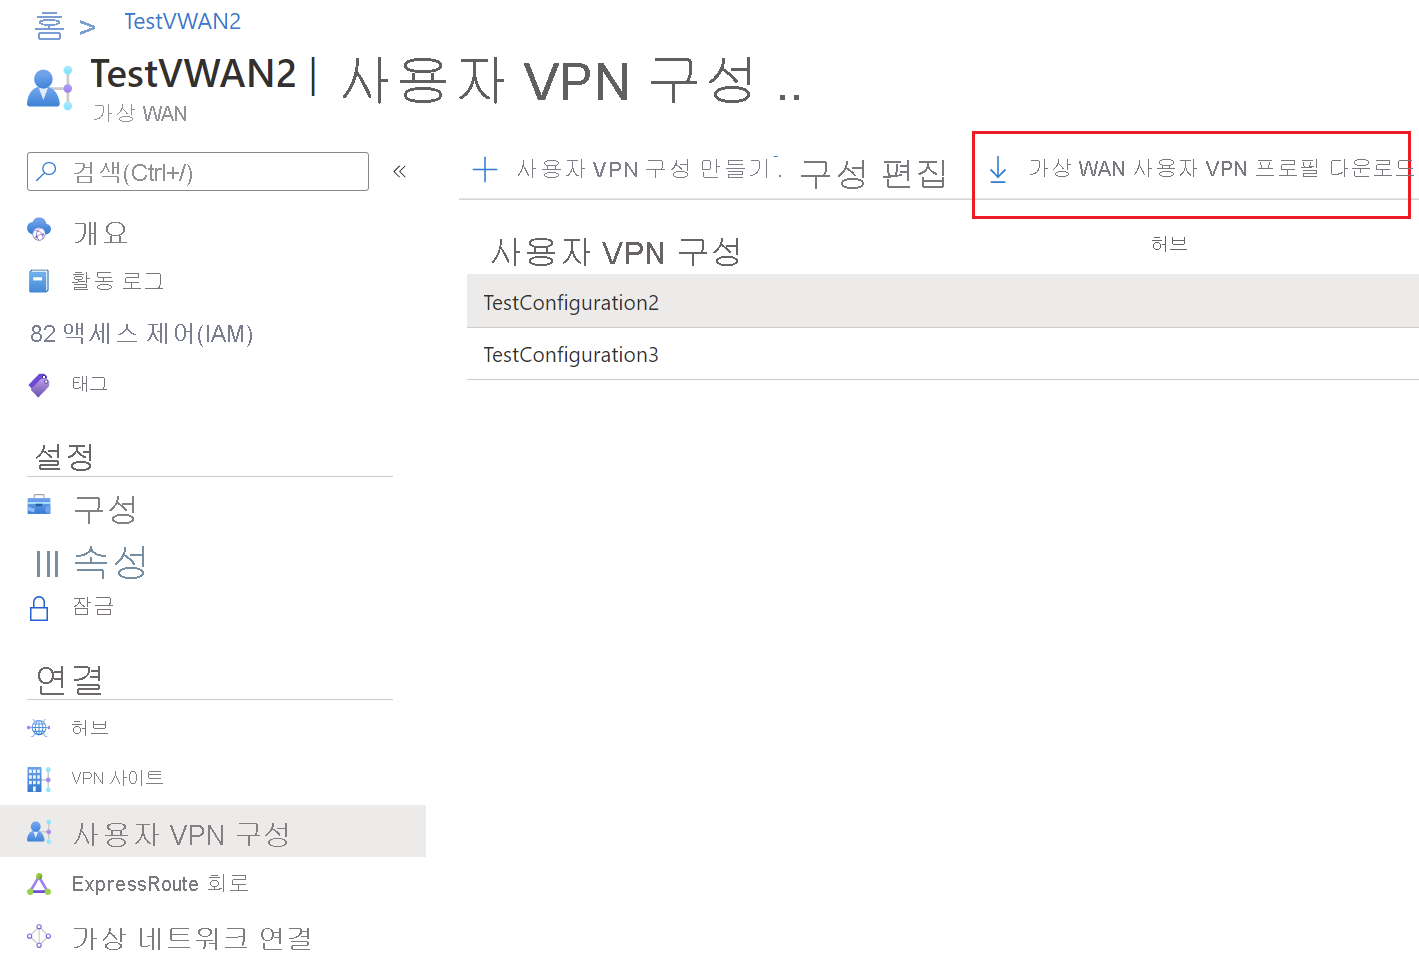 홈 > TestVWAN2
TestVWAN2 | 사용자 VPN 구성 ..
가상 WAN
검색(Ctrl+/)
«
개요
활동 로그
82 액세스 제어(IAM)
태그
설정
구성
속성
잠금
연결
허브
VPN 사이트
사용자 VPN 구성
ExpressRoute 회로
가상 네트워크 연결
사용자 VPN 구성 만들기 구성 편집 가상 WAN 사용자 VPN 프로필 다운로드
사용자 VPN 구성 허브
TestConfiguration2
TestConfiguration3